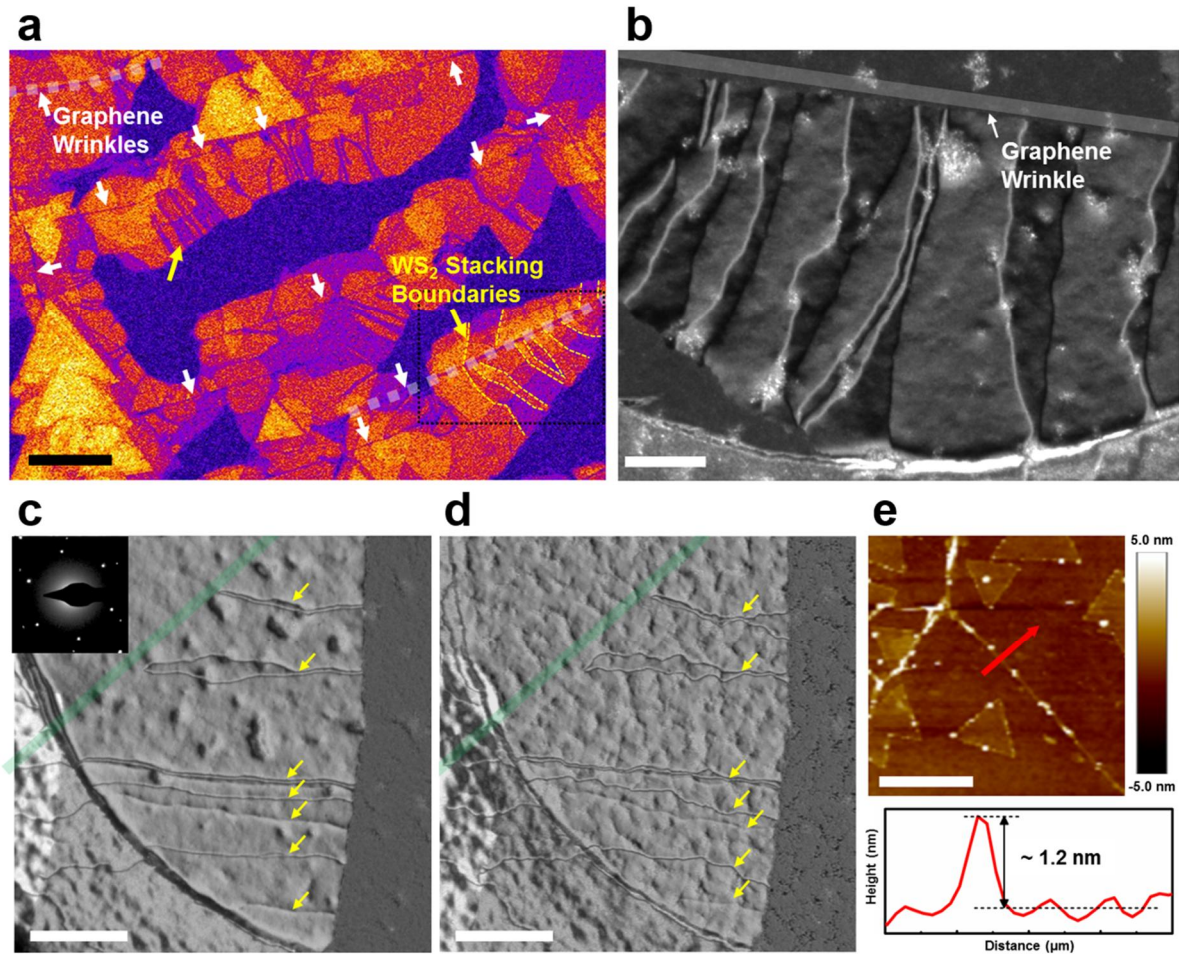 a
Graphene
Wrinkles
WS₂ Stacking
Boundaries
b
Graphene
Wrinkle
c
d
e
5.0 nm
-5.0 nm
Height (nm)
~ 1.2 nm
Distance (µm)